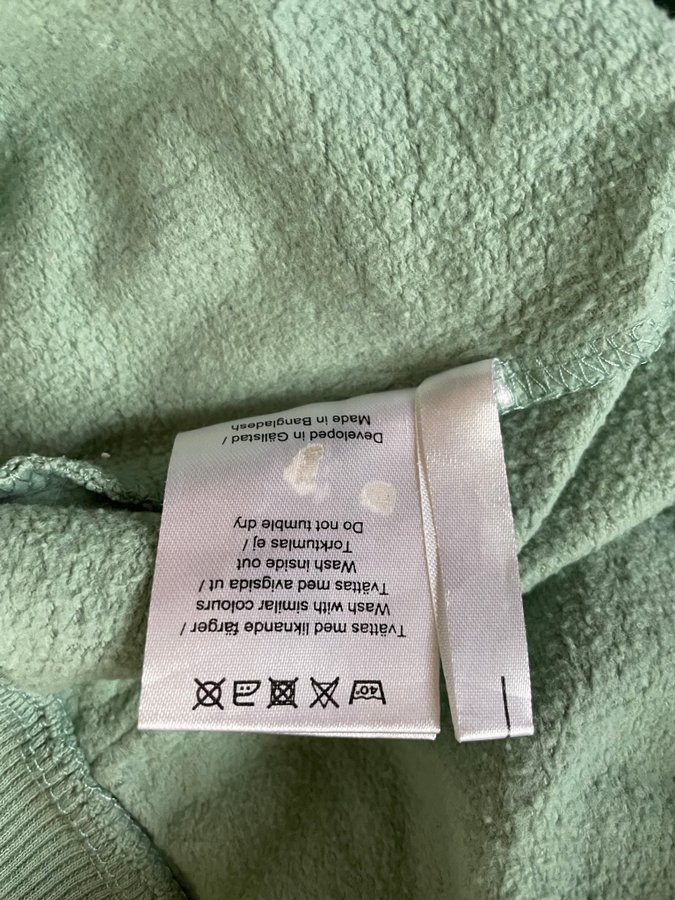 40°
Tvättas med liknande färger /
Wash with similar colours
Tvättas med avigsida ut /
Wash inside out
Torktumlas ej /
Do not tumble dry
Developed in Gällstad /
Made in Bangladesh